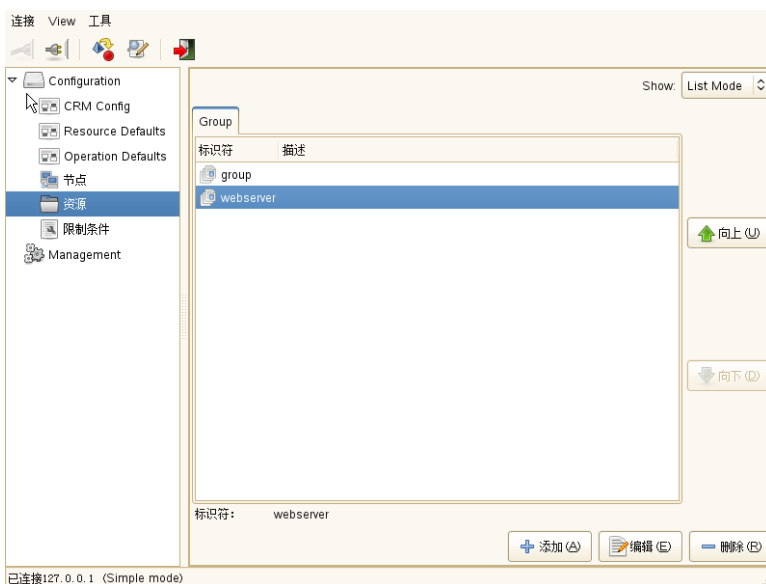 连接 View 工具
Configuration
CRM Config
Resource Defaults
Operation Defaults
节点
资源
限制条件
Management
Show: List Mode
Group
标识符 描述
group
webserver
向上(U)
向下(D)
标识符: webserver
添加(A) 编辑(E) 删除(R)
已连接127.0.0.1 (Simple mode)